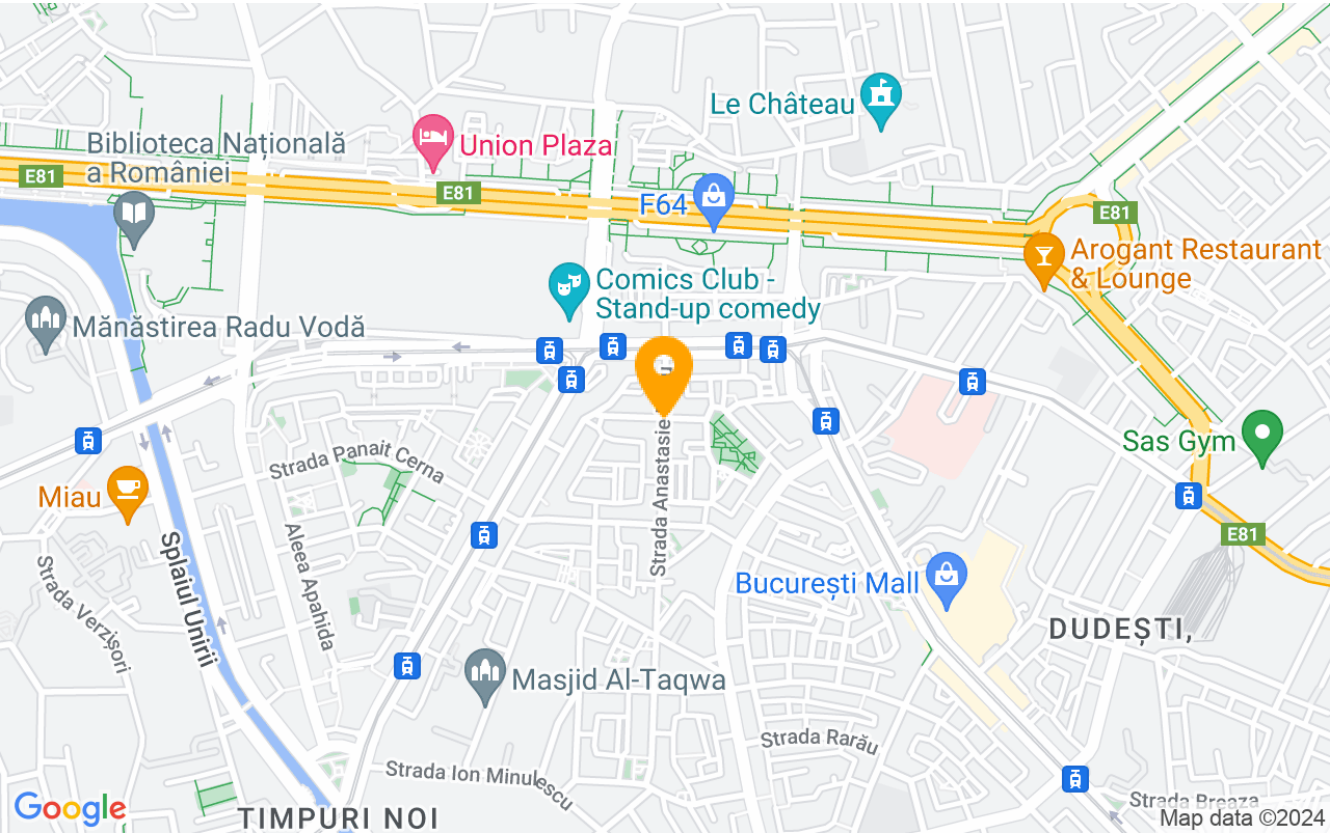 Le Château
Biblioteca Națională
a României
Union Plaza
E81
E81
F64
E81
Arogant Restaurant
& Lounge
Comics Club -
Stand-up comedy
Mănăstirea Radu Vodă
Strada Panait Cerna
Sas Gym
Miau
Strada Anastasie
Aleea Apahida
Splaiul Unirii
E81
Strada Verzișori
București Mall
DUDEȘTI,
Masjid Al-Taqwa
Strada Rarău
Strada Ion Minulescu
Strada Breaza
Google
TIMPURI NOI
Map data ©2024